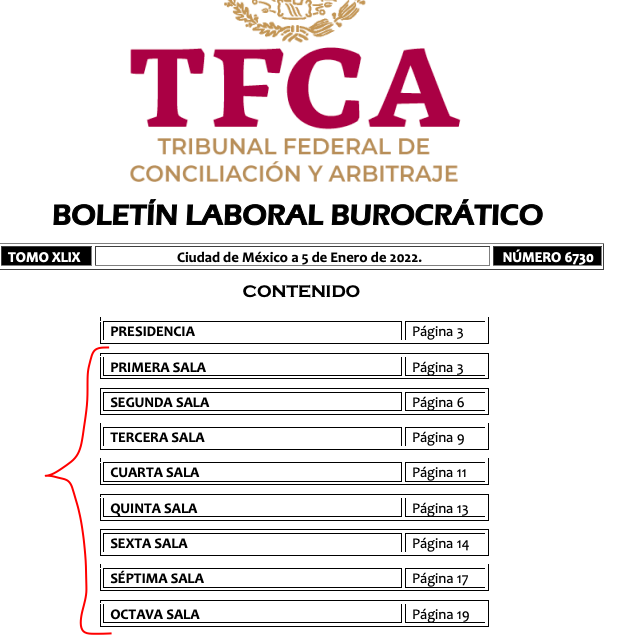 TFCA
TRIBUNAL FEDERAL DE
CONCILIACIÓN Y ARBITRAJE
BOLETÍN LABORAL BUROCRÁTICO
TOMO XLIX Ciudad de México a 5 de Enero de 2022. NÚMERO 6730
CONTENIDO
PRESIDENCIA Página 3
PRIMERA SALA Página 3
SEGUNDA SALA Página 6
TERCERA SALA Página 9
CUARTA SALA Página 11
QUINTA SALA Página 13
SEXTA SALA Página 14
SÉPTIMA SALA Página 17
OCTAVA SALA Página 19